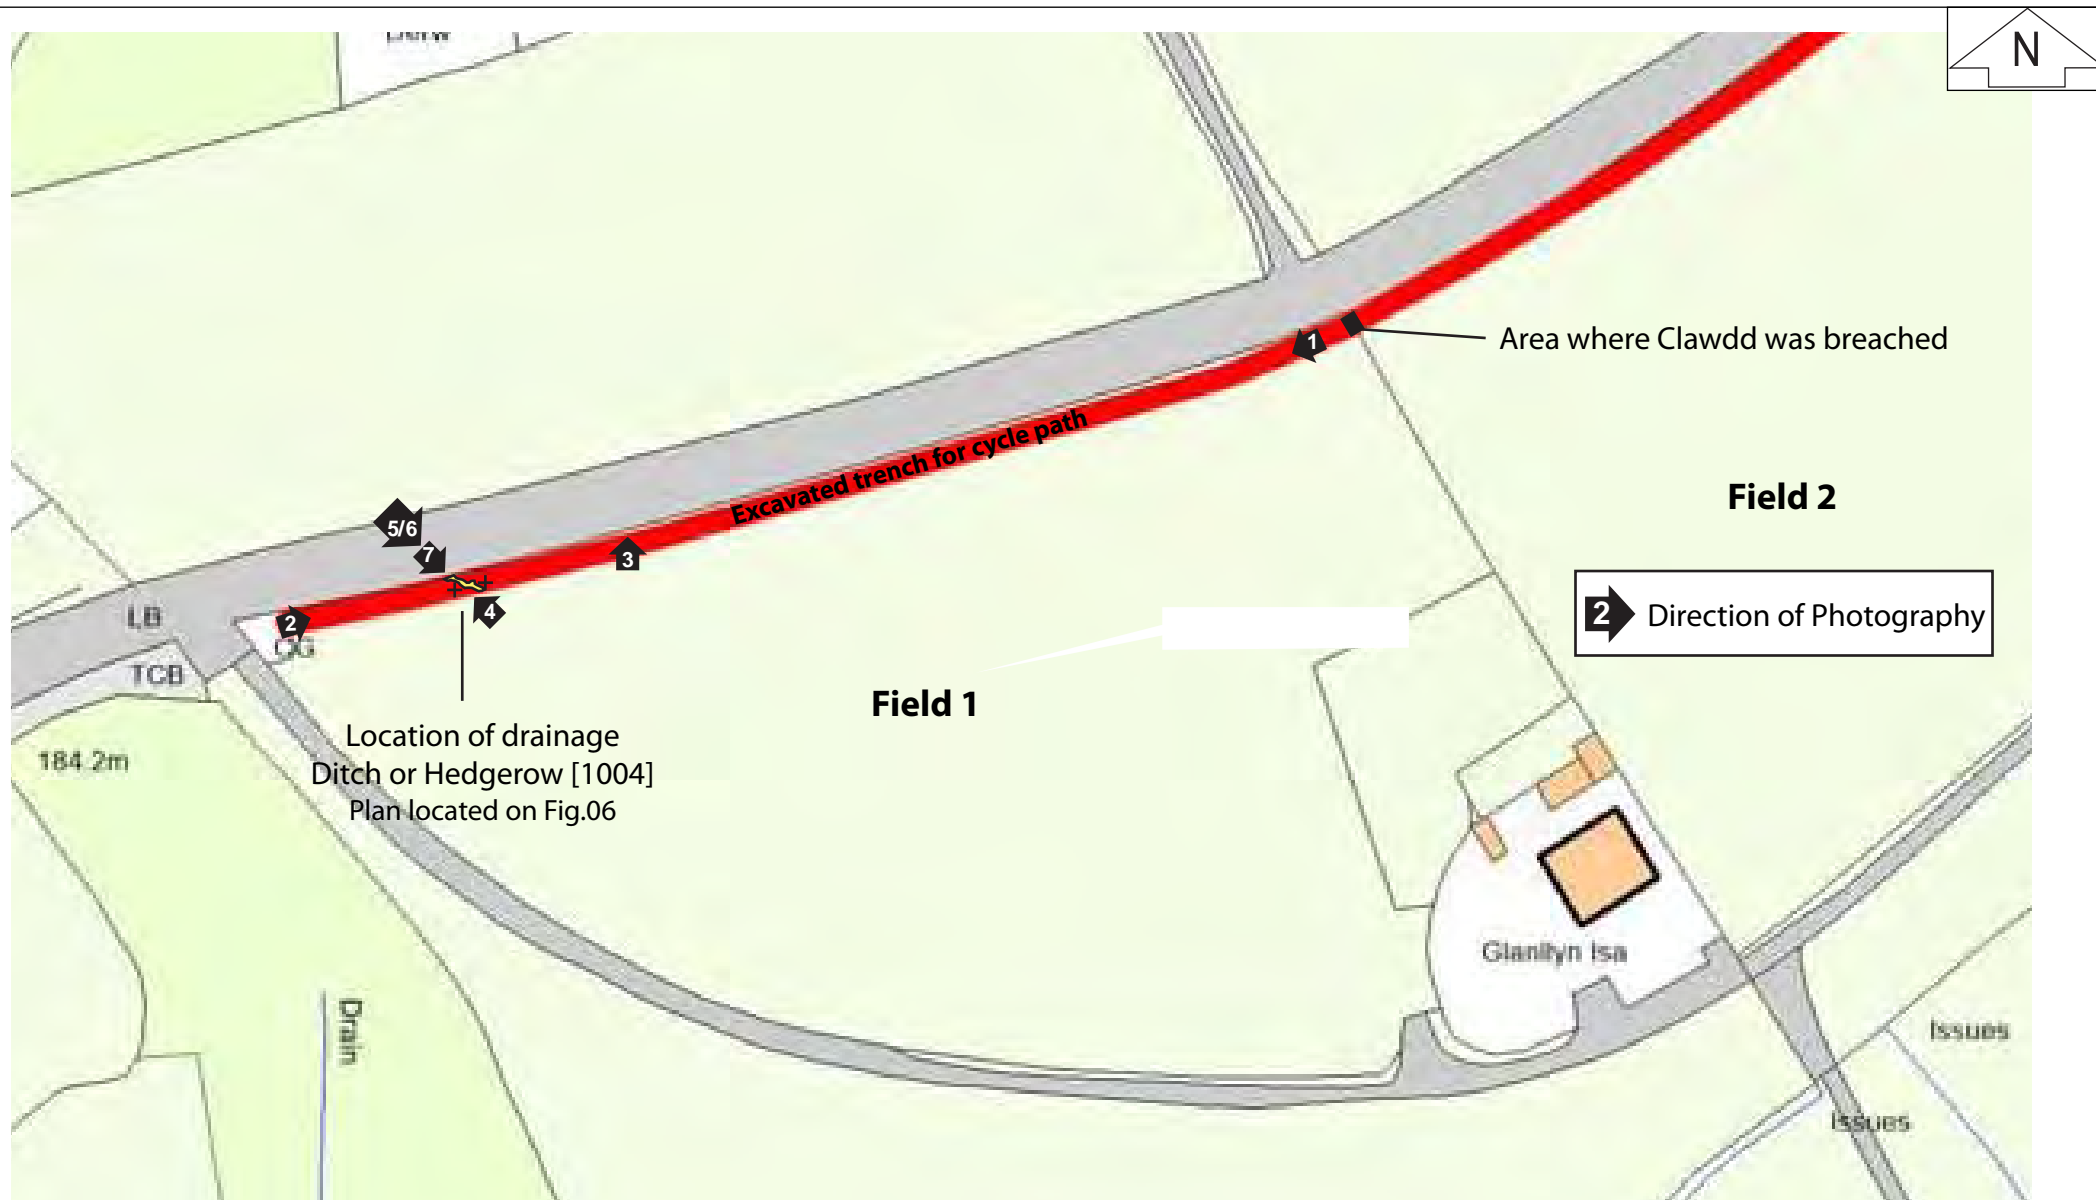 N
Area where Clawdd was breached
1
Excavated trench for cycle path
Field 2
5/6
7
3
2
4
2 Direction of Photography
LB
TCB
Field 1
Location of drainage
Ditch or Hedgerow [1004]
Plan located on Fig.06
184.2m
Glanllyn Isa
Drain
Issues
Issues